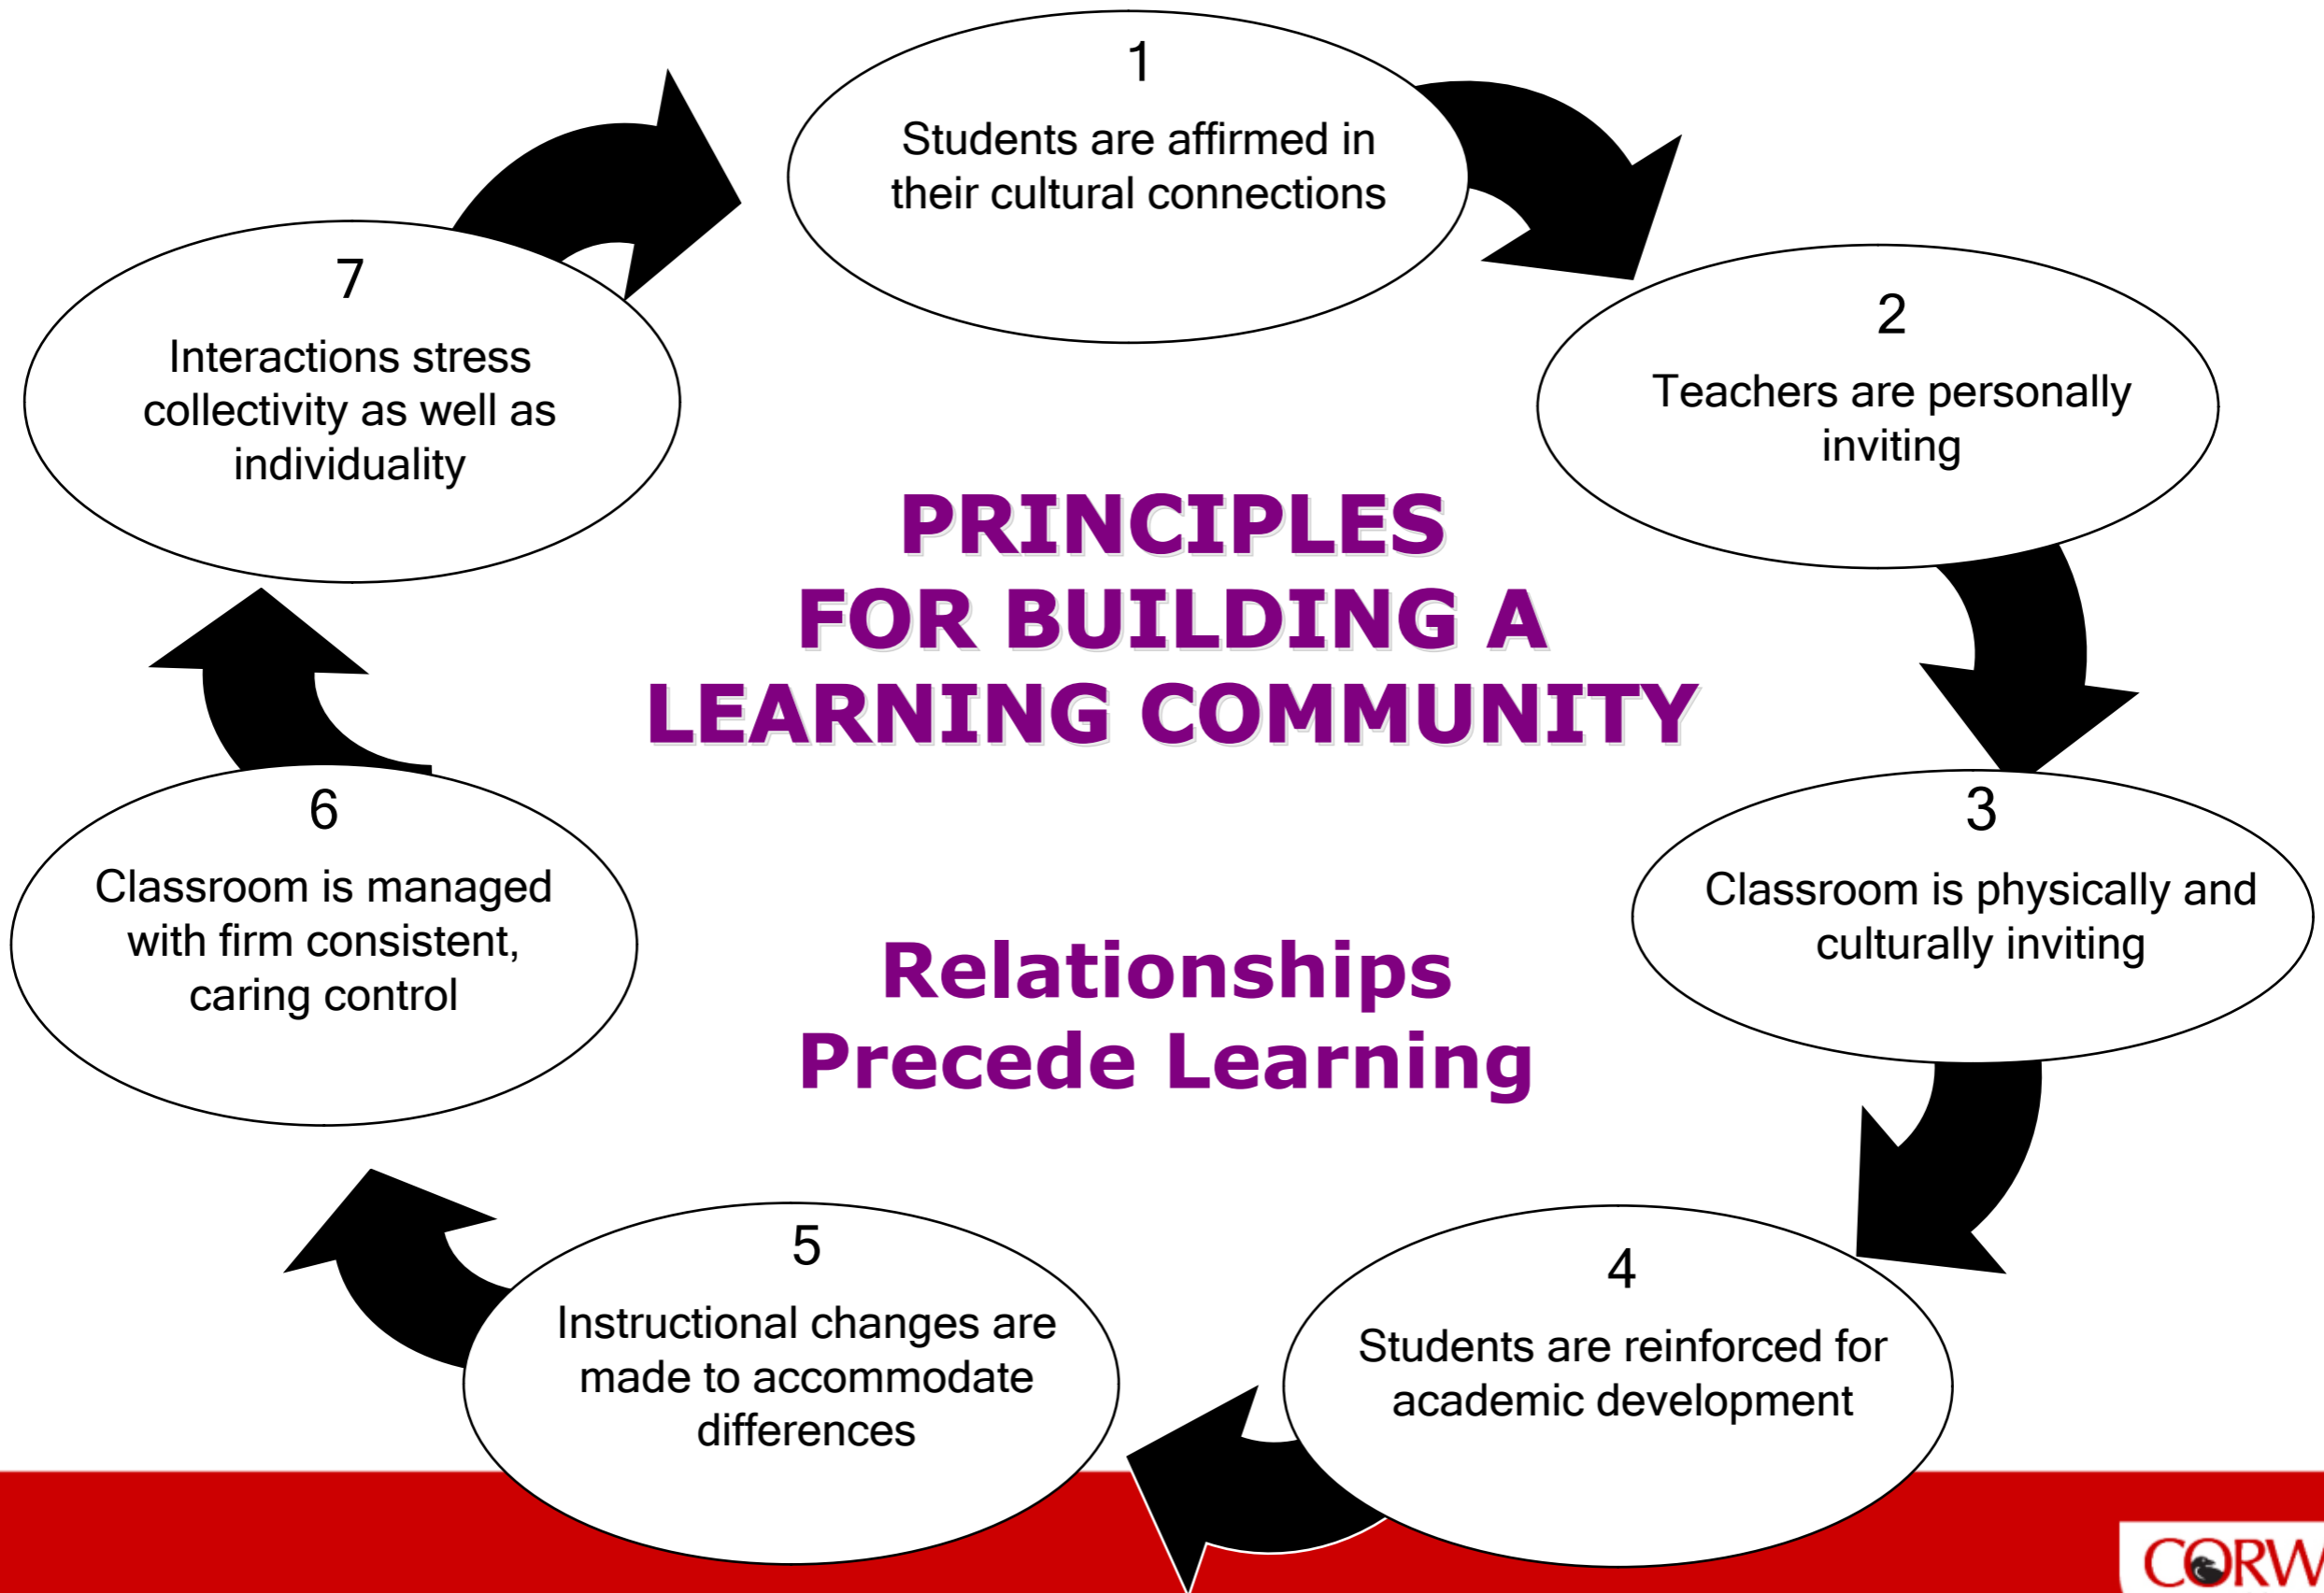 1
Students are affirmed in
their cultural connections
2
Teachers are personally
inviting
3
Classroom is physically and
culturally inviting
4
Students are reinforced for
academic development
5
Instructional changes are
made to accommodate
differences
6
Classroom is managed
with firm consistent,
caring control
7
Interactions stress
collectivity as well as
individuality
PRINCIPLES
FOR BUILDING A
LEARNING COMMUNITY
Relationships
Precede Learning